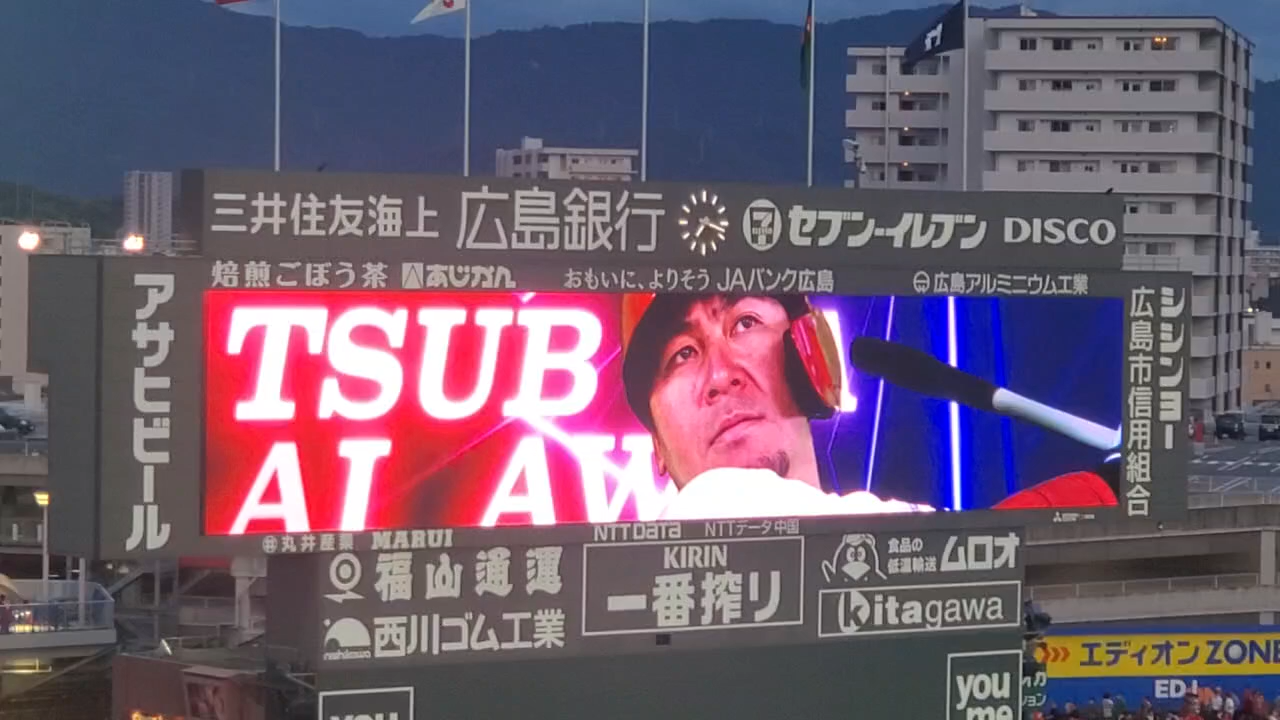 三井住友海上 広島銀行 セブン-イレブン DISCO
焙煎ごぼう茶 あじかん おもいに、よりそう JAバンク広島 広島アルミニウム工業
アサヒビール
TSUB
AI AW
シシンヨー
広島市信用組合
丸井産業 MARUI NTT DATA NTTデータ中国
福山通運
KIRIN
一番搾り
食品の
低温輸送 ムロオ
nishikawa 西川ゴム工業
Kitagawa
エディオン ZONE
EDI
you
me
you